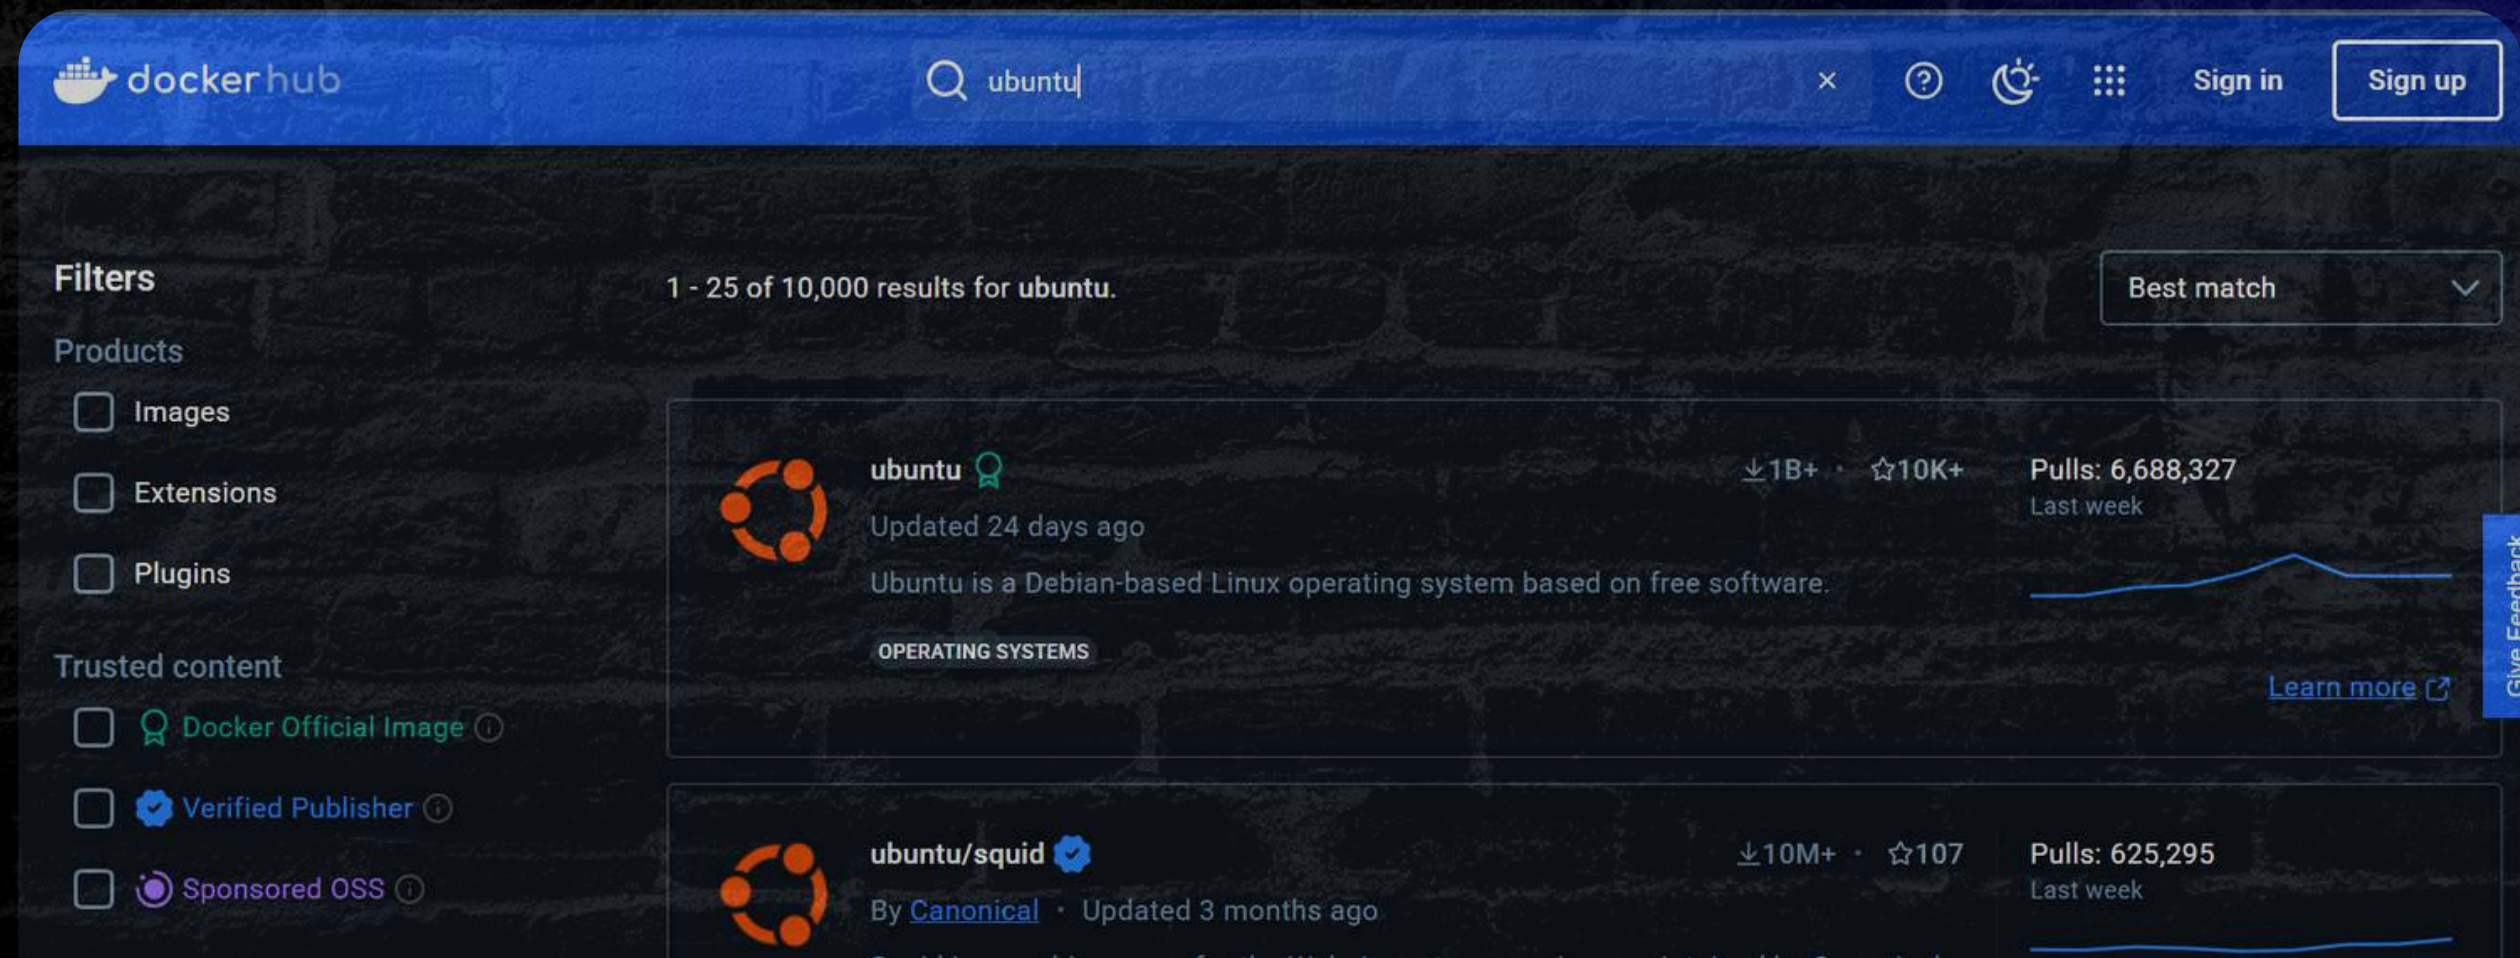 dockerhub
ubuntu
Sign in
Sign up
Filters
1 - 25 of 10,000 results for ubuntu.
Best match
Products
Images
Extensions
Plugins
Trusted content
Docker Official Image
Verified Publisher
Sponsored OSS
ubuntu
1B+ · 10K+
Pulls: 6,688,327
Last week
Updated 24 days ago
Ubuntu is a Debian-based Linux operating system based on free software.
OPERATING SYSTEMS
Learn more
Give Feedback
ubuntu/squid
10M+ · 107
Pulls: 625,295
Last week
By Canonical · Updated 3 months ago